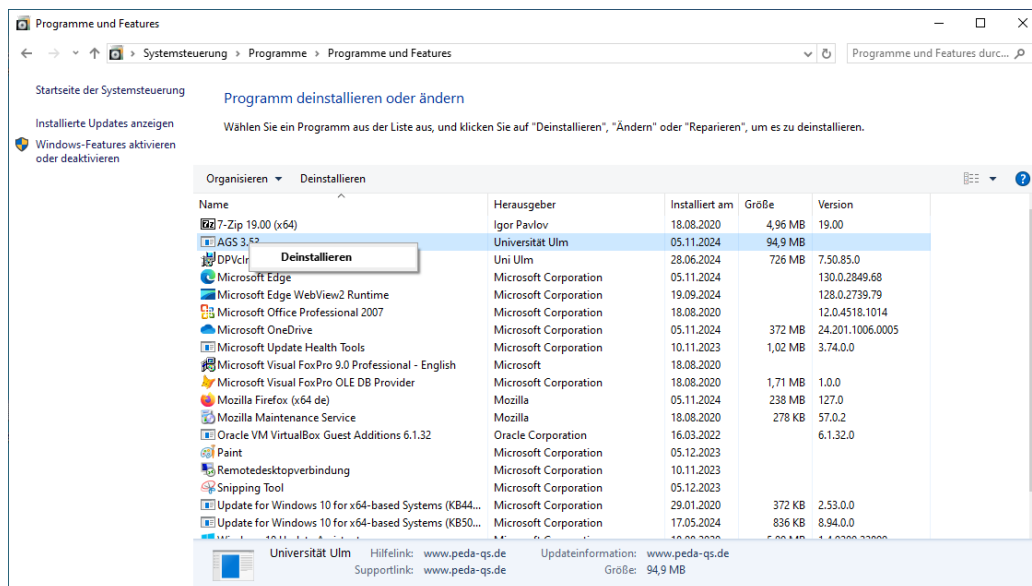 Programme und Features
Systemsteuerung > Programme > Programme und Features
Programme und Features durc...
Startseite der Systemsteuerung
Installierte Updates anzeigen
Windows-Features aktivieren
oder deaktivieren
Programm deinstallieren oder ändern
Wählen Sie ein Programm aus der Liste aus, und klicken Sie auf "Deinstallieren", "Ändern" oder "Reparieren", um es zu deinstallieren.
Organisieren Deinstallieren
Name Herausgeber Installiert am Größe Version
7-Zip 19.00 (x64) Igor Pavlov 18.08.2020 4,96 MB 19.00
AGS 3.53 Universität Ulm 05.11.2024 94,9 MB
Deinstallieren
Uni Ulm 28.06.2024 726 MB 7.50.85.0
Microsoft Edge Microsoft Corporation 05.11.2024 130.0.2849.68
Microsoft Edge WebView2 Runtime Microsoft Corporation 19.09.2024 128.0.2739.79
Microsoft Office Professional 2007 Microsoft Corporation 18.08.2020 12.0.4518.1014
Microsoft OneDrive Microsoft Corporation 05.11.2024 372 MB 24.201.1006.0005
Microsoft Update Health Tools Microsoft Corporation 10.11.2023 1,02 MB 3.74.0.0
Microsoft Visual FoxPro 9.0 Professional - English Microsoft 18.08.2020
Microsoft Visual FoxPro OLE DB Provider Microsoft Corporation 18.08.2020 1,71 MB 1.0.0
Mozilla Firefox (x64 de) Mozilla 05.11.2024 238 MB 127.0
Mozilla Maintenance Service Mozilla 18.08.2020 278 KB 57.0.2
Oracle VM VirtualBox Guest Additions 6.1.32 Oracle Corporation 16.03.2022 6.1.32.0
Paint Microsoft Corporation 05.12.2023
Remotedesktopverbindung Microsoft Corporation 10.11.2023
Snipping Tool Microsoft Corporation 05.12.2023
Update for Windows 10 for x64-based Systems (KB44... Microsoft Corporation 29.01.2020 372 KB 2.53.0.0
Update for Windows 10 for x64-based Systems (KB50... Microsoft Corporation 17.05.2024 836 KB 8.94.0.0
Universität Ulm Hilfelink: www.peda-qs.de Updateinformation: www.peda-qs.de
Supportlink: www.peda-qs.de Größe: 94,9 MB